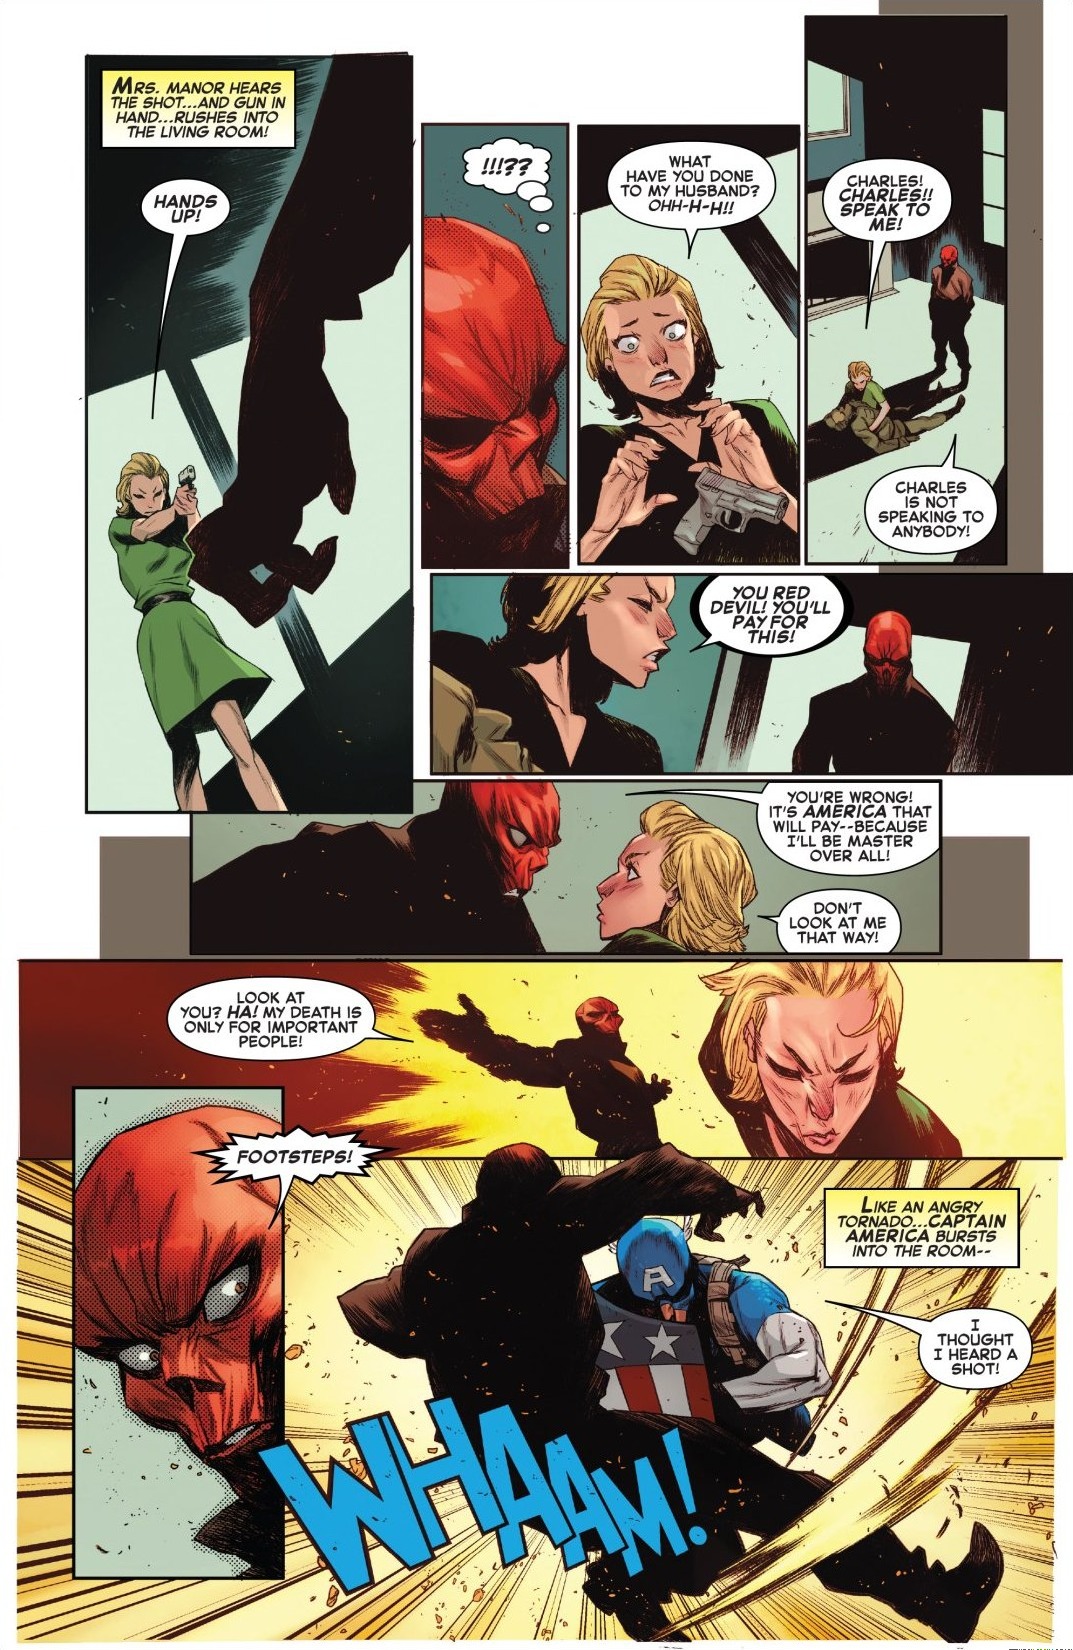 MRS. MANOR HEARS
THE SHOT...AND GUN IN
HAND...RUSHES INTO
THE LIVING ROOM!
HANDS
UP!
!!!??
WHAT
HAVE YOU DONE
TO MY HUSBAND?
OHH-H-H!!
CHARLES!
CHARLES!!
SPEAK TO
ME!
CHARLES
IS NOT
SPEAKING TO
ANYBODY!
YOU RED
DEVIL! YOU'LL
PAY FOR
THIS!
YOU'RE WRONG!
IT'S AMERICA THAT
WILL PAY--BECAUSE
I'LL BE MASTER
OVER ALL!
DON'T
LOOK AT ME
THAT WAY!
LOOK AT
YOU? HA! MY DEATH IS
ONLY FOR IMPORTANT
PEOPLE!
FOOTSTEPS!
LIKE AN ANGRY
TORNADO...CAPTAIN
AMERICA BURSTS
INTO THE ROOM--
I
THOUGHT
I HEARD A
SHOT!
WHAAM!
A